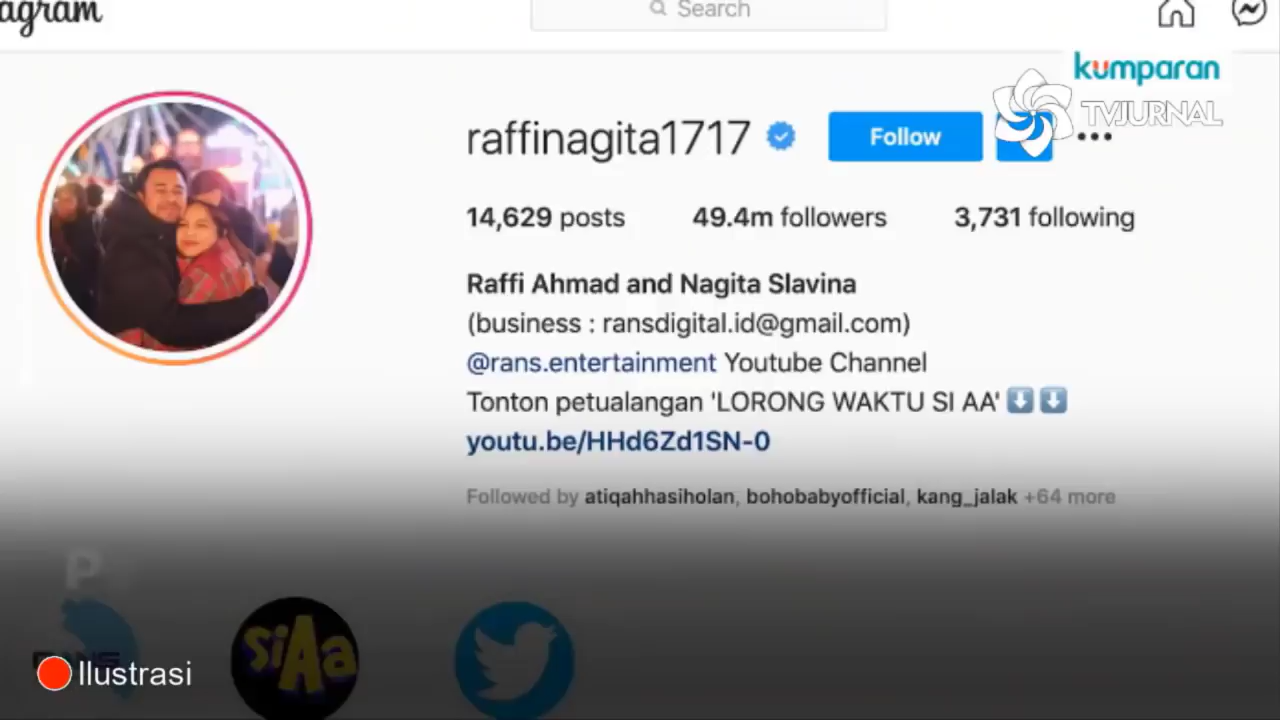 agram
Search
kumparan
TVJURNAL
raffinagita1717
Follow
14,629 posts 49.4m followers 3,731 following
Raffi Ahmad and Nagita Slavina
(business : ransdigital.id@gmail.com)
@rans.entertainment Youtube Channel
Tonton petualangan 'LORONG WAKTU SI AA' ⬇️⬇️
youtu.be/HHd6Zd1SN-0
Followed by atiqahhasiholan, bohobabyofficial, kang_jalak +64 more
RANS
siAa
Ilustrasi